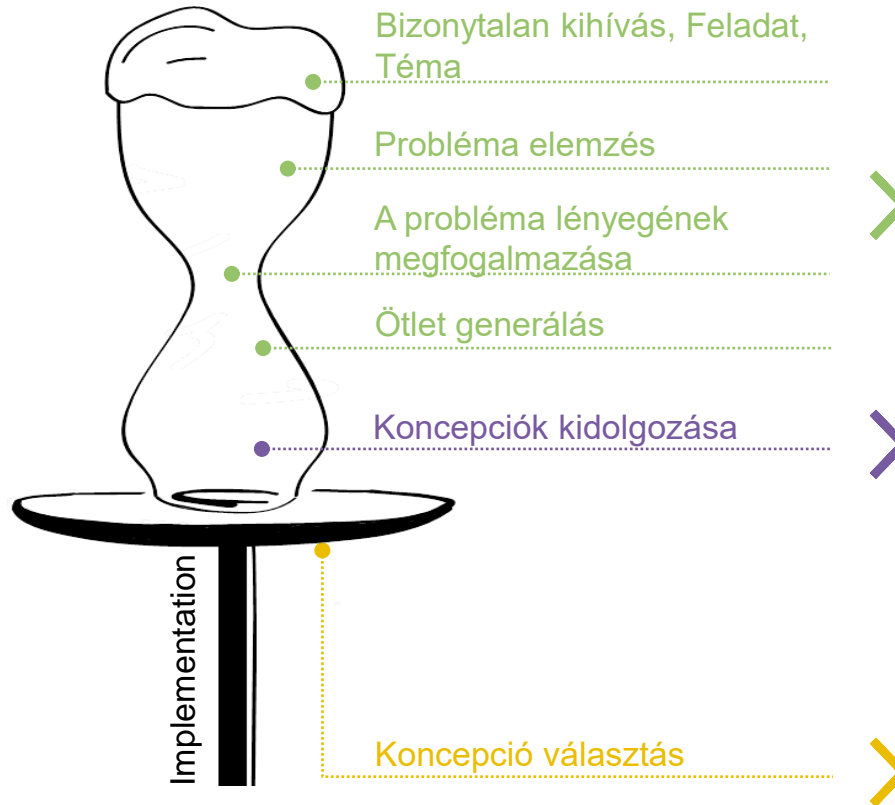 Bizonytalan kihívás, Feladat,
Téma
Probléma elemzés
A probléma lényegének
megfogalmazása
Ötlet generálás
Koncepciók kidolgozása
Implementation
Koncepció választás